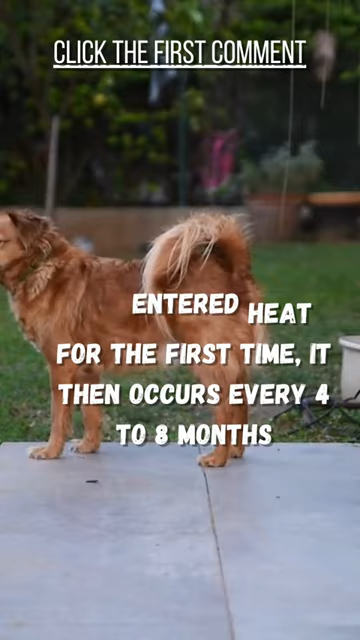 CLICK THE FIRST COMMENT
ENTERED HEAT
FOR THE FIRST TIME, IT
THEN OCCURS EVERY 4
TO 8 MONTHS